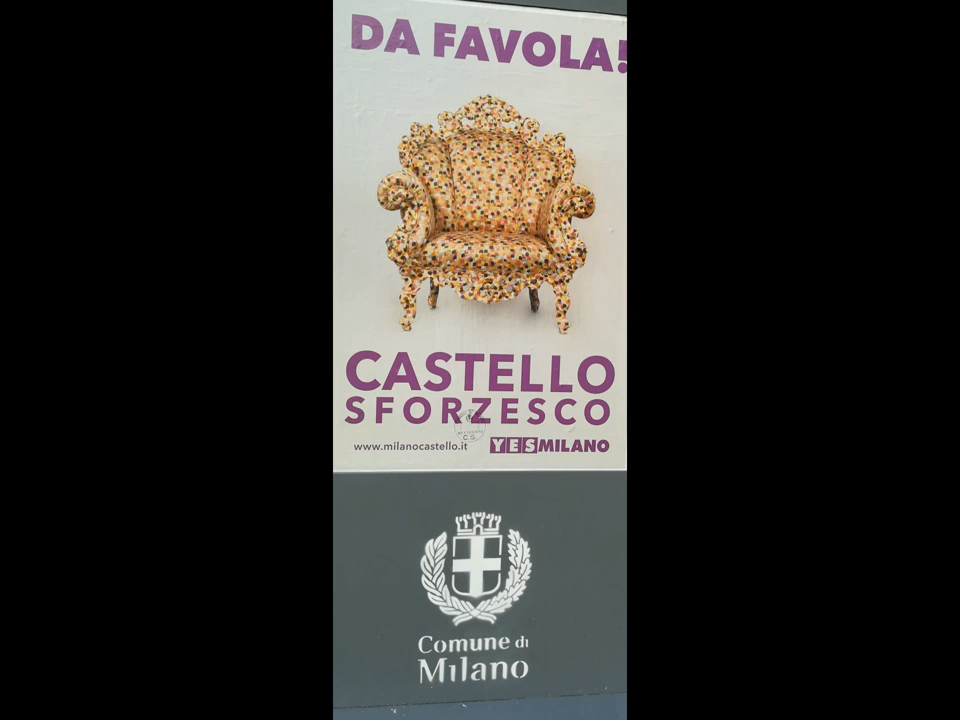 DA FAVOLA!
CASTELLO
SFORZESCO
www.milanocastello.it YESMILANO
C.S.
Comune di
Milano